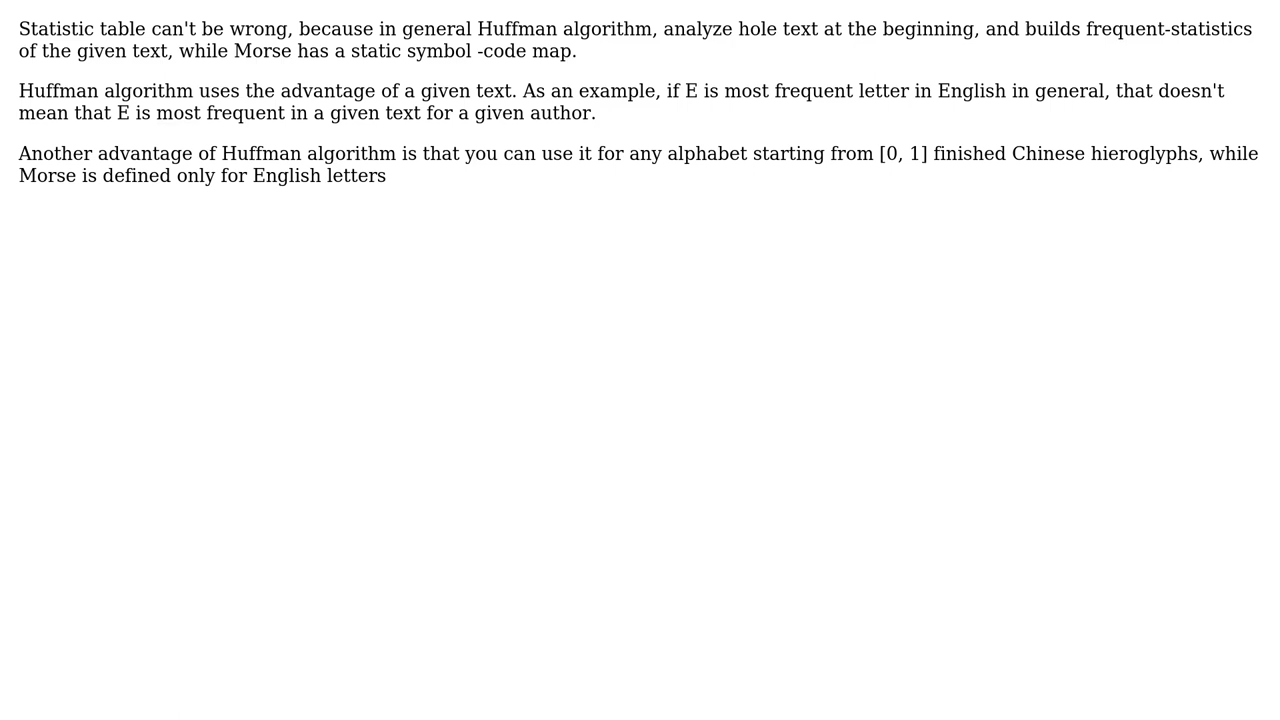 Statistic table can't be wrong, because in general Huffman algorithm, analyze hole text at the beginning, and builds frequent-statistics
of the given text, while Morse has a static symbol -code map.
Huffman algorithm uses the advantage of a given text. As an example, if E is most frequent letter in English in general, that doesn't
mean that E is most frequent in a given text for a given author.
Another advantage of Huffman algorithm is that you can use it for any alphabet starting from [0, 1] finished Chinese hieroglyphs, while
Morse is defined only for English letters